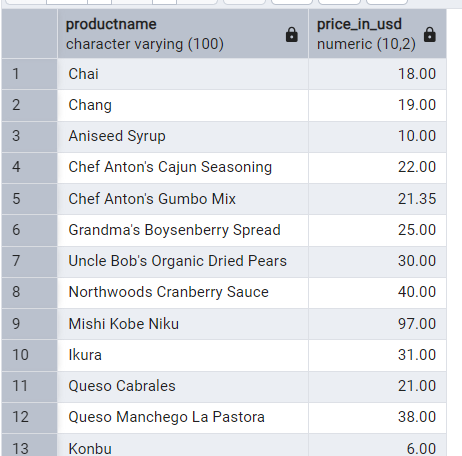 productname price_in_usd
character varying (100) numeric (10,2)
1 Chai 18.00
2 Chang 19.00
3 Aniseed Syrup 10.00
4 Chef Anton's Cajun Seasoning 22.00
5 Chef Anton's Gumbo Mix 21.35
6 Grandma's Boysenberry Spread 25.00
7 Uncle Bob's Organic Dried Pears 30.00
8 Northwoods Cranberry Sauce 40.00
9 Mishi Kobe Niku 97.00
10 Ikura 31.00
11 Queso Cabrales 21.00
12 Queso Manchego La Pastora 38.00
13 Konbu 6.00